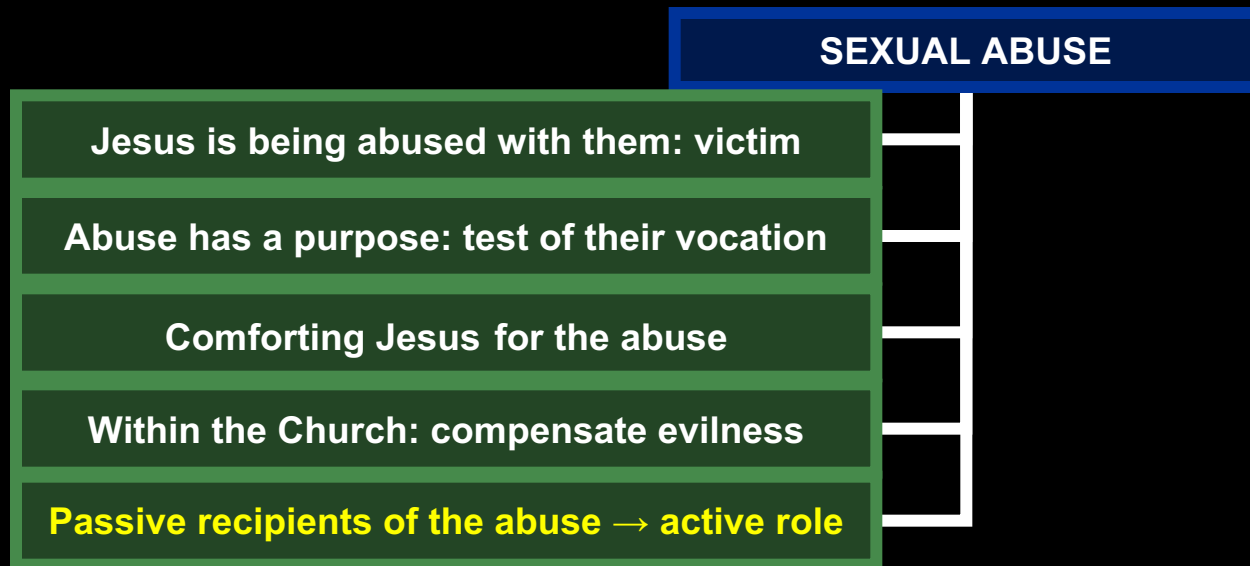 SEXUAL ABUSE
Jesus is being abused with them: victim
Abuse has a purpose: test of their vocation
Comforting Jesus for the abuse
Within the Church: compensate evilness
Passive recipients of the abuse → active role